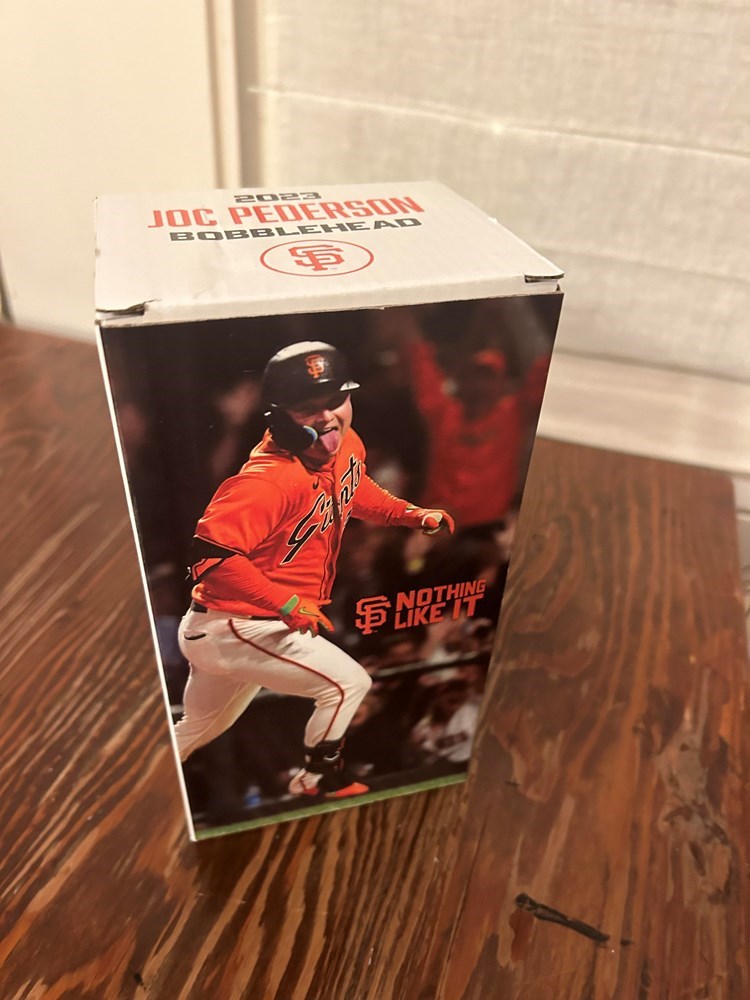 2023
JOC PEDERSON
BOBBLEHEAD
SF
SF
Giants
SF NOTHING
LIKE IT